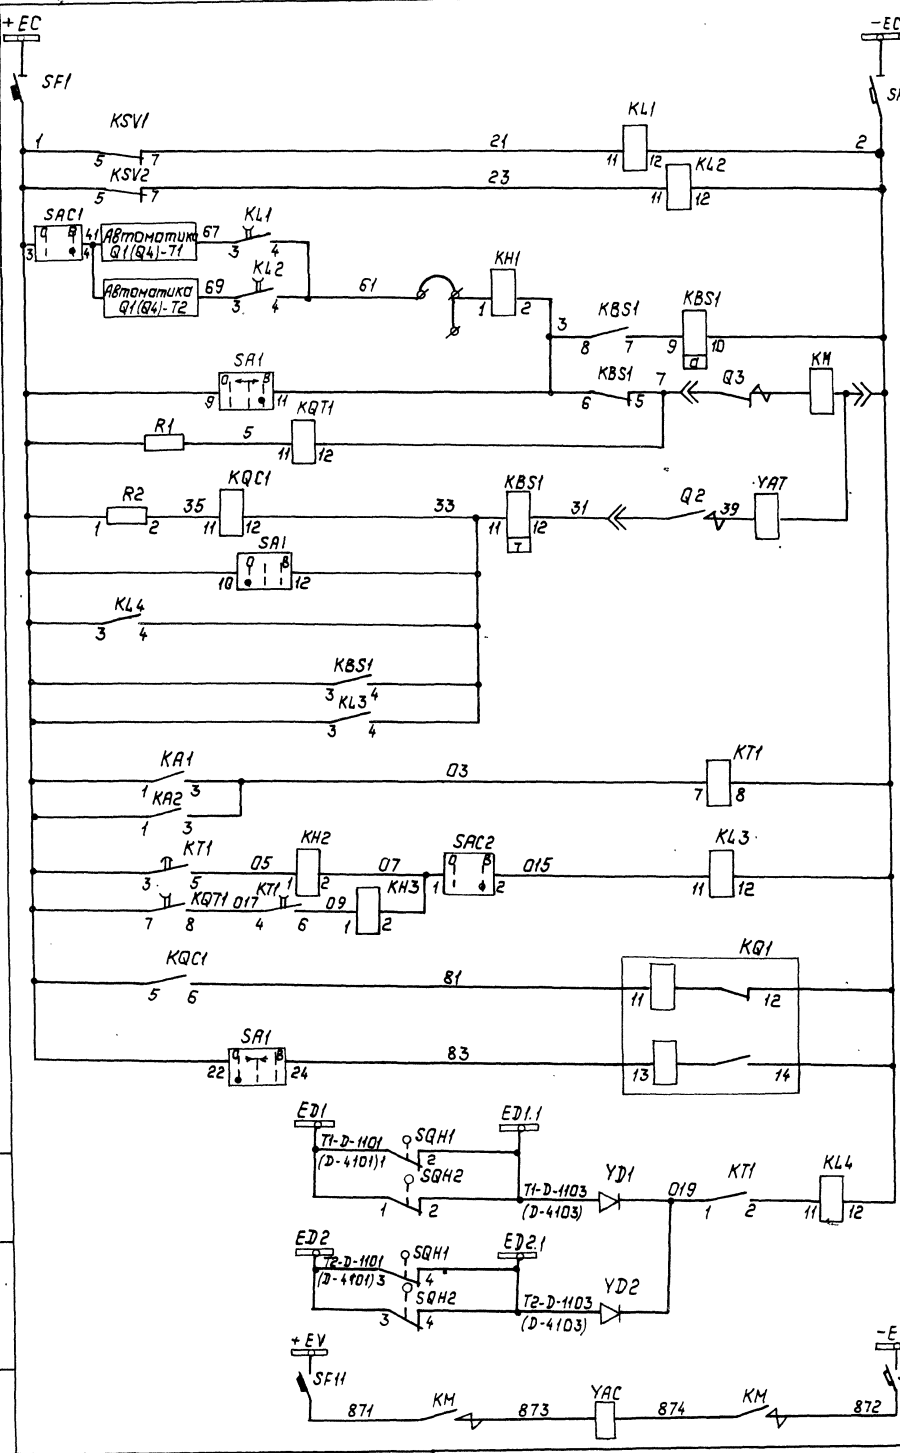 +EC
-EC
SF1
KSV1
KL1
1 5 7 21 11 12 2
KSV2
KL2
5 7 23 11 12
SAC1
О В
3 4
41
Автоматика
Q1(Q4)-T1
67
KL1
3 4
Автоматика
Q1(Q4)-T2
69
KL2
3 4
61
KH1
1 2
3
KBS1
8 7
KBS1
9 10
SA1
О В
9 11
KBS1
6 5
7
Q3
KM
R1
5
KQT1
11 12
R2
1 2
35
KQC1
11 12
33
KBS1
11 12
T
31
Q2
39
YAT
SA1
О В
10 12
KL4
3 4
KBS1
3 4
KL3
3 4
KA1
1 3
03
KT1
7 8
KA2
1 3
KT1
3 5
05
KH2
1 2
07
SAC2
О В
1 2
015
KL3
11 12
KQT1
7 8
017
KT1
4 6
09
KH3
1 2
KQC1
5 6
81
KQ1
11 12
SA1
О В
22 24
83
13 14
ED1
ED1.1
T1-D-1101
(D-4101) 1
SQH1
2
SQH2
1 2
T1-D-1103
(D-4103)
YD1
019
KT1
1 2
KL4
11 12
ED2
ED2.1
T2-D-1101
(D-4101) 3
SQH1
4
SQH2
3 4
T2-D-1103
(D-4103)
YD2
+EV
SF11
871
KM
873
YAC
874
KM
872